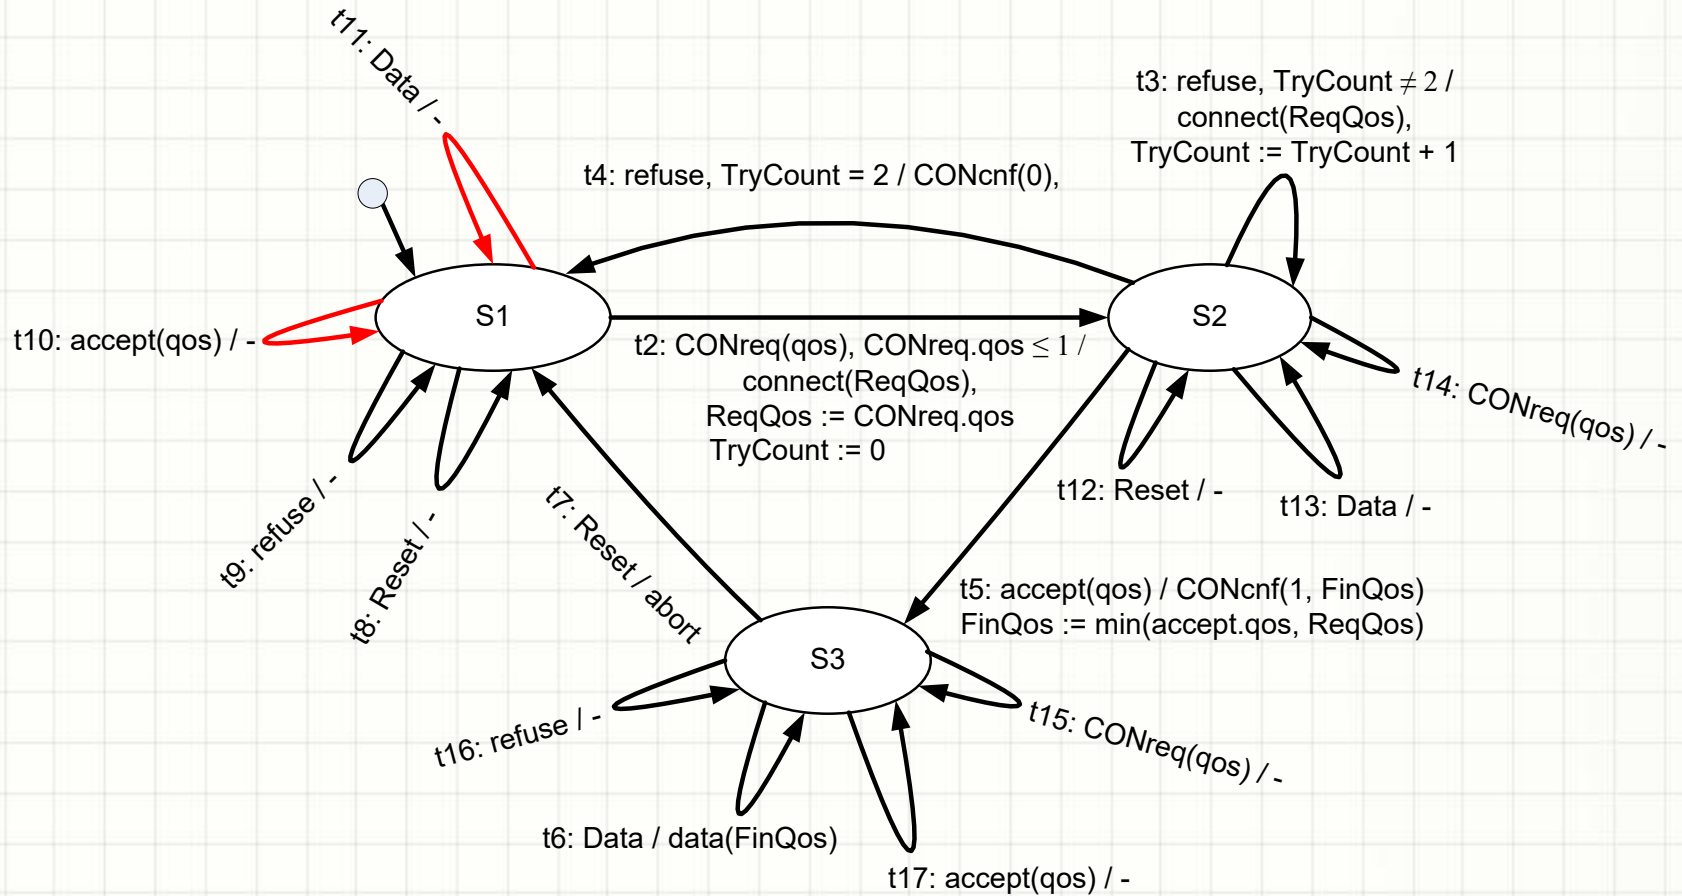 t11: Data / -
t3: refuse, TryCount ≠ 2 /
connect(ReqQos),
TryCount := TryCount + 1
t4: refuse, TryCount = 2 / CONcnf(0),
S1
S2
t10: accept(qos) / -
t2: CONreq(qos), CONreq.qos ≤ 1 /
connect(ReqQos),
ReqQos := CONreq.qos
TryCount := 0
t14: CONreq(qos) / -
t9: refuse / -
t8: Reset / -
t7: Reset / abort
t12: Reset / -
t13: Data / -
t5: accept(qos) / CONcnf(1, FinQos)
FinQos := min(accept.qos, ReqQos)
S3
t16: refuse / -
t15: CONreq(qos) / -
t6: Data / data(FinQos)
t17: accept(qos) / -